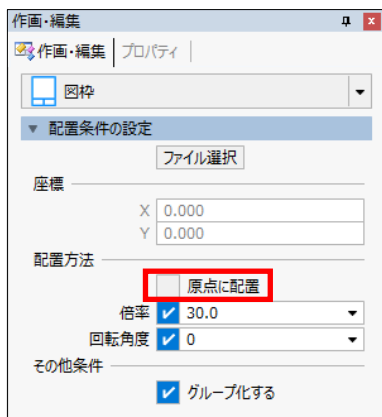 作画・編集
作画・編集 プロパティ
図枠
配置条件の設定
ファイル選択
座標
X 0.000
Y 0.000
配置方法
原点に配置
倍率 30.0
回転角度 0
その他条件
グループ化する